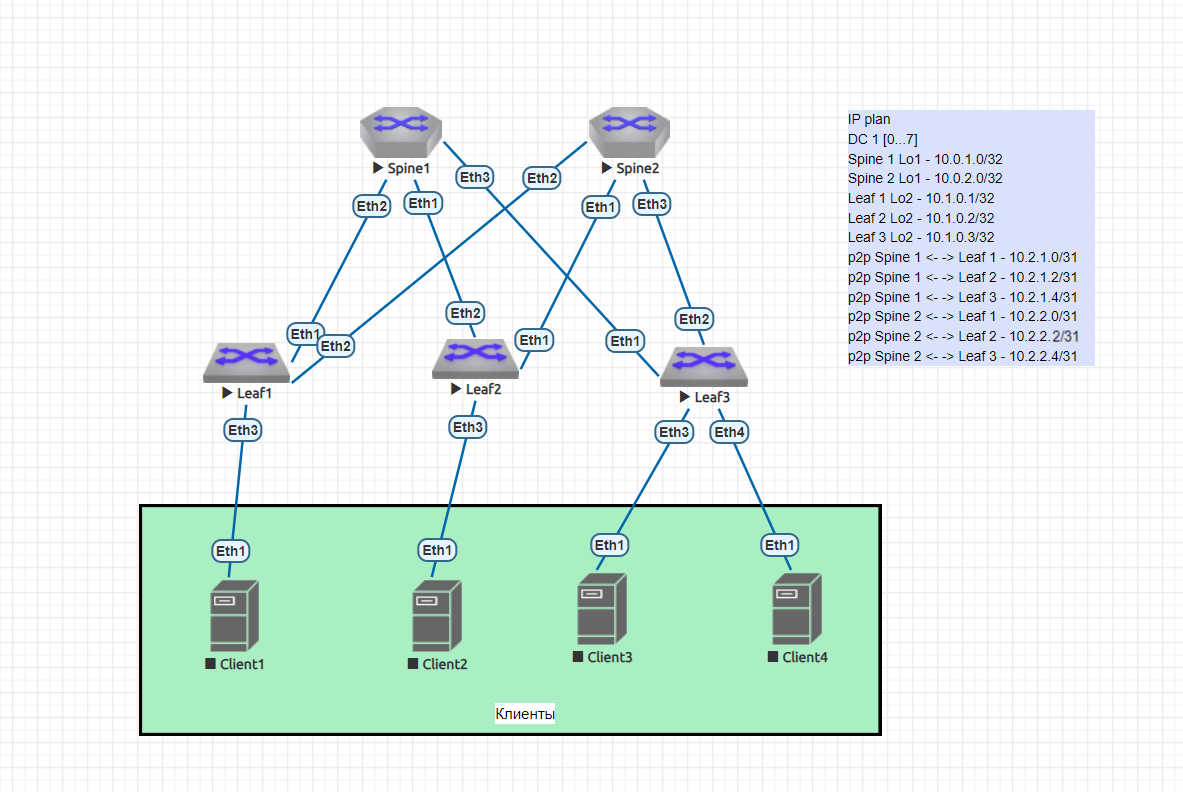 IP plan
DC 1 [0...7]
Spine 1 Lo1 - 10.0.1.0/32
Spine 2 Lo1 - 10.0.2.0/32
Leaf 1 Lo2 - 10.1.0.1/32
Leaf 2 Lo2 - 10.1.0.2/32
Leaf 3 Lo2 - 10.1.0.3/32
p2p Spine 1 <- -> Leaf 1 - 10.2.1.0/31
p2p Spine 1 <- -> Leaf 2 - 10.2.1.2/31
p2p Spine 1 <- -> Leaf 3 - 10.2.1.4/31
p2p Spine 2 <- -> Leaf 1 - 10.2.2.0/31
p2p Spine 2 <- -> Leaf 2 - 10.2.2.2/31
p2p Spine 2 <- -> Leaf 3 - 10.2.2.4/31
Spine1
Spine2
Eth3
Eth2
Eth2
Eth1
Eth1
Eth3
Eth1
Eth2
Eth2
Eth1
Eth1
Eth2
Leaf1
Leaf2
Leaf3
Eth3
Eth3
Eth3
Eth4
Eth1
Eth1
Eth1
Eth1
Client1
Client2
Client3
Client4
Клиенты